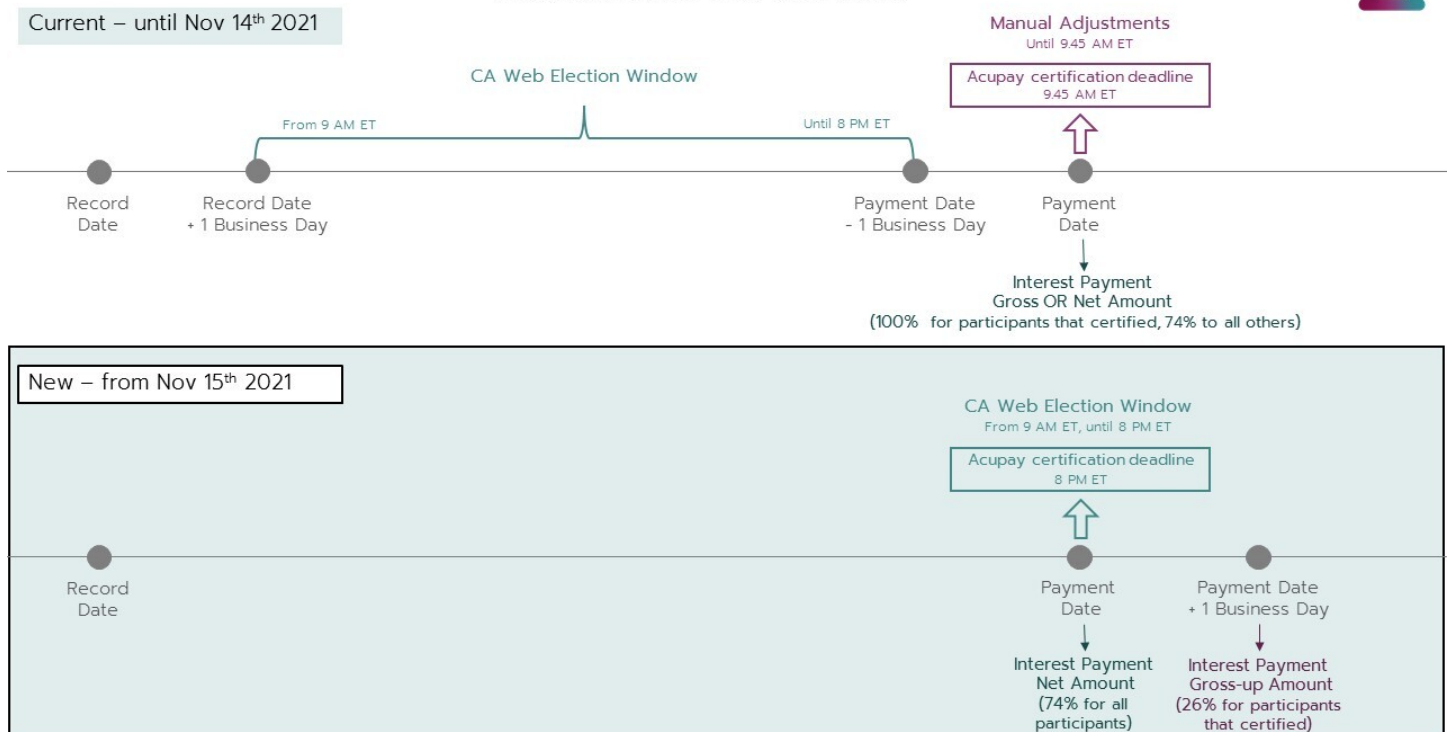 Current – until Nov 14th 2021
Manual Adjustments
Until 9.45 AM ET
Acupay certification deadline
9.45 AM ET
CA Web Election Window
From 9 AM ET
Until 8 PM ET
Record
Date
Record Date
+ 1 Business Day
Payment Date
- 1 Business Day
Payment
Date
Interest Payment
Gross OR Net Amount
(100% for participants that certified, 74% to all others)
New – from Nov 15th 2021
CA Web Election Window
From 9 AM ET, until 8 PM ET
Acupay certification deadline
8 PM ET
Record
Date
Payment
Date
Payment Date
+ 1 Business Day
Interest Payment
Net Amount
(74% for all
participants)
Interest Payment
Gross-up Amount
(26% for participants
that certified)